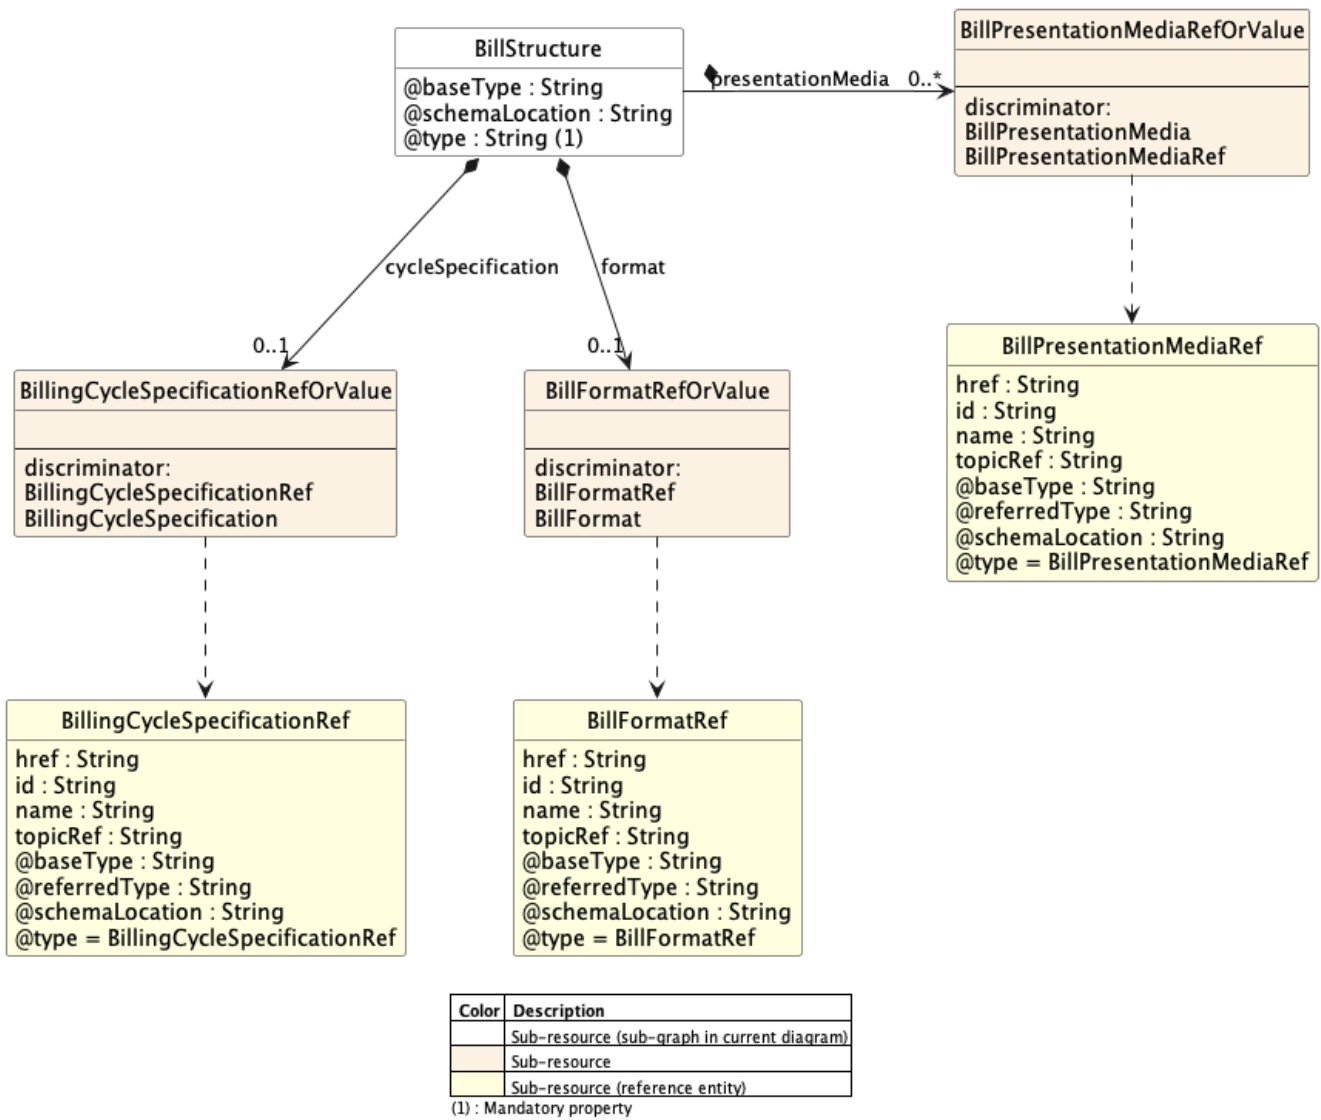 BillStructure
@baseType : String
@schemaLocation : String
@type : String (1)
presentationMedia 0..*
BillPresentationMediaRefOrValue
discriminator:
BillPresentationMedia
BillPresentationMediaRef
cycleSpecification
format
0..1
0..1
BillingCycleSpecificationRefOrValue
discriminator:
BillingCycleSpecificationRef
BillingCycleSpecification
BillFormatRefOrValue
discriminator:
BillFormatRef
BillFormat
BillPresentationMediaRef
href : String
id : String
name : String
topicRef : String
@baseType : String
@referredType : String
@schemaLocation : String
@type = BillPresentationMediaRef
BillingCycleSpecificationRef
href : String
id : String
name : String
topicRef : String
@baseType : String
@referredType : String
@schemaLocation : String
@type = BillingCycleSpecificationRef
BillFormatRef
href : String
id : String
name : String
topicRef : String
@baseType : String
@referredType : String
@schemaLocation : String
@type = BillFormatRef
Color Description
Sub-resource (sub-graph in current diagram)
Sub-resource
Sub-resource (reference entity)
(1) : Mandatory property